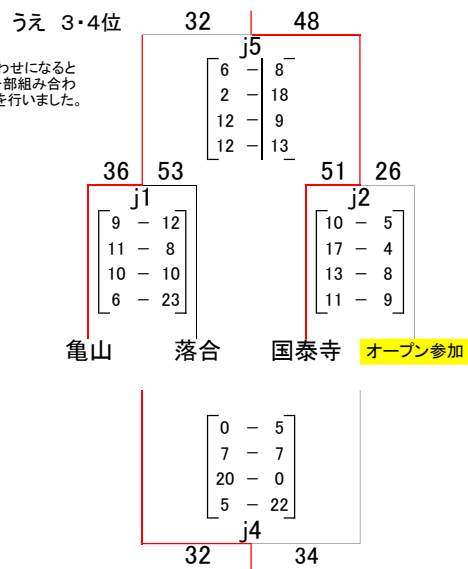 うえ 3・4位 32 48
j5
わせになると
部組み合わ
を行いました。
6 － 8
2 － 18
12 － 9
12 － 13
36 53 51 26
j1 j2
9 － 12 10 － 5
11 － 8 17 － 4
10 － 10 13 － 8
6 － 23 11 － 9
亀山 落合 国泰寺 オープン参加
0 － 5
7 － 7
20 － 0
5 － 22
j4
32 34